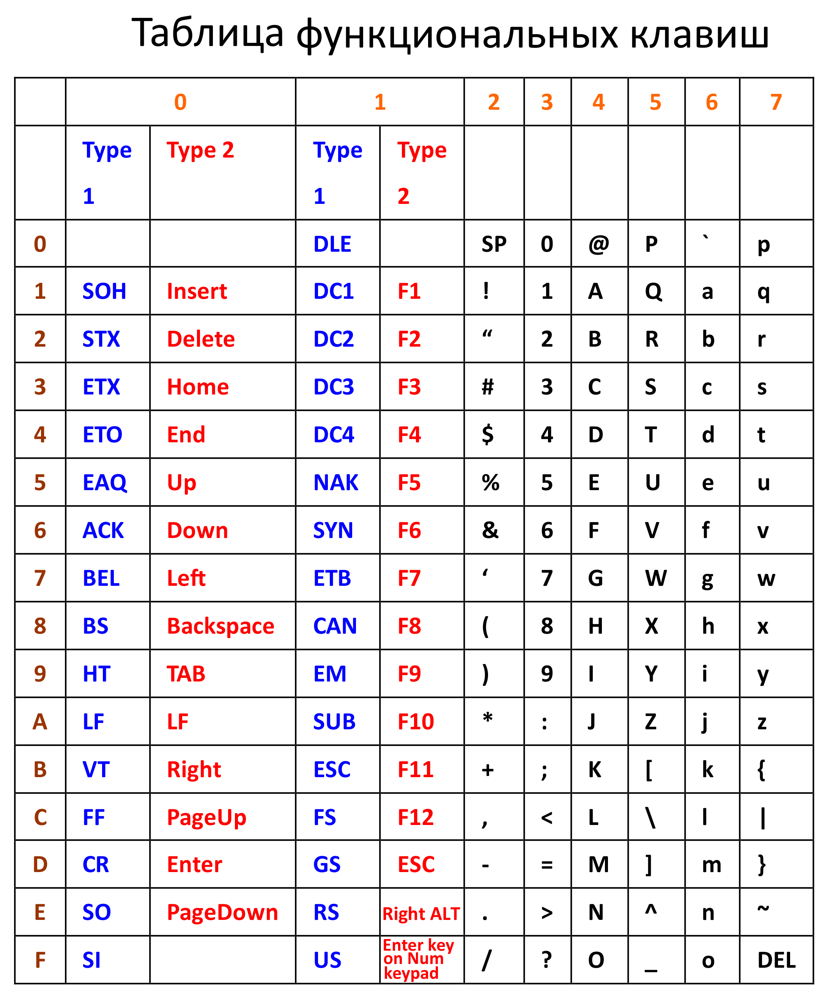 Таблица функциональных клавиш
0 1 2 3 4 5 6 7
Type 1 Type 2 Type 1 Type 2
0 DLE SP 0 @ P ` p
1 SOH Insert DC1 F1 ! 1 A Q a q
2 STX Delete DC2 F2 “ 2 B R b r
3 ETX Home DC3 F3 # 3 C S c s
4 ETO End DC4 F4 $ 4 D T d t
5 EAQ Up NAK F5 % 5 E U e u
6 ACK Down SYN F6 & 6 F V f v
7 BEL Left ETB F7 ‘ 7 G W g w
8 BS Backspace CAN F8 ( 8 H X h x
9 HT TAB EM F9 ) 9 I Y i y
A LF LF SUB F10 * : J Z j z
B VT Right ESC F11 + ; K [ k {
C FF PageUp FS F12 , < L \ l |
D CR Enter GS ESC - = M ] m }
E SO PageDown RS Right ALT . > N ^ n ~
F SI US Enter key on Num keypad / ? O _ o DEL